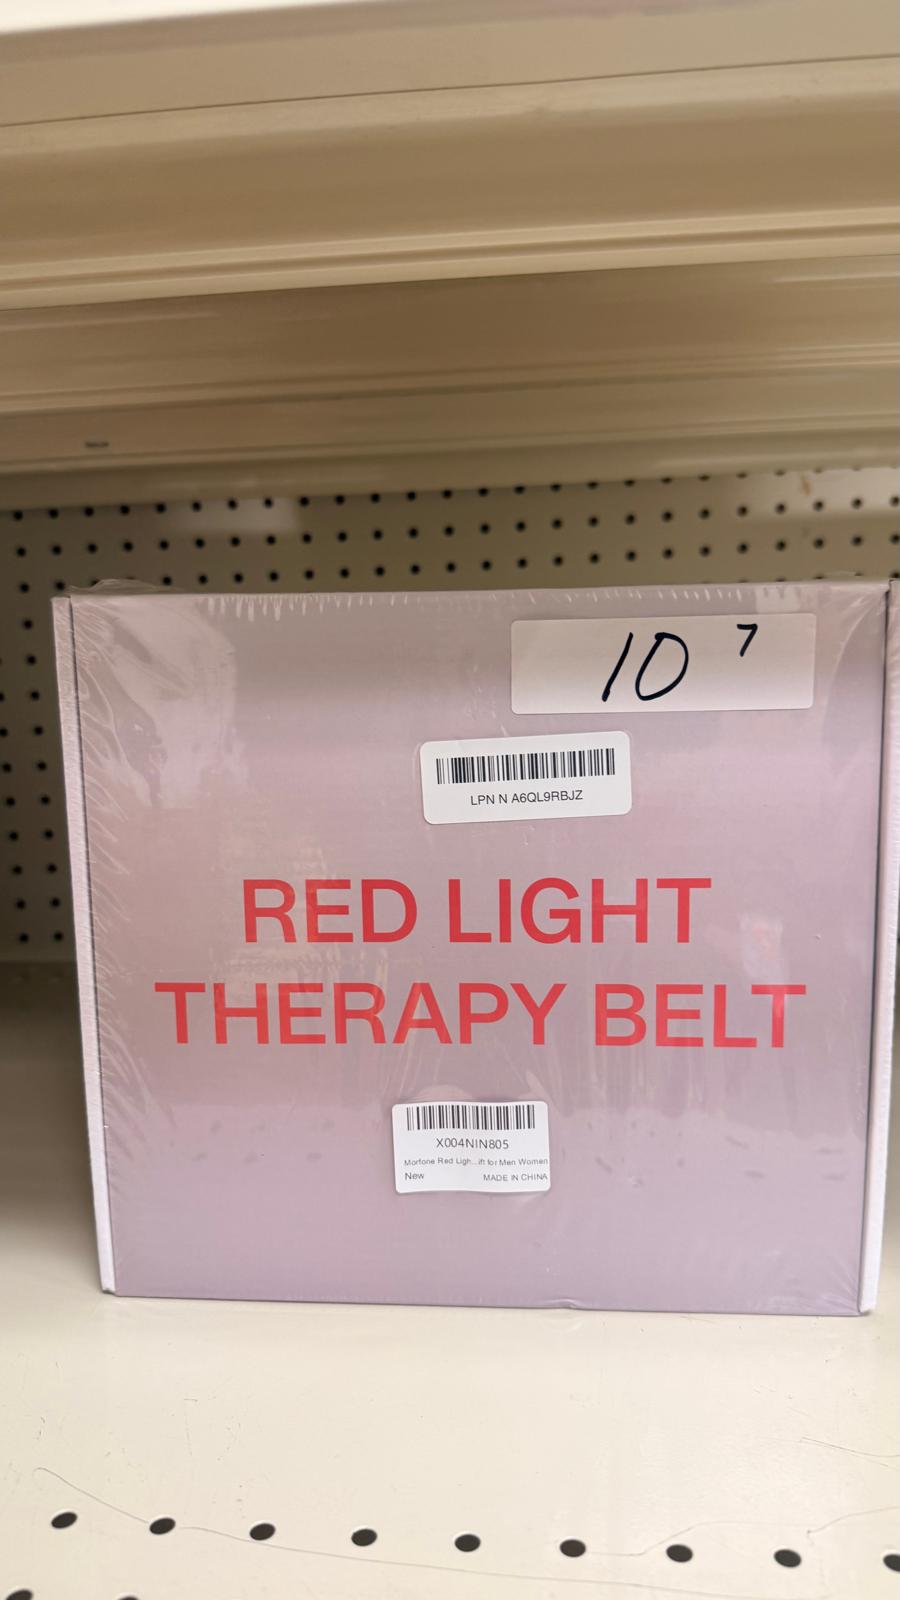 10 7
LPN N A6QL9RBJZ
RED LIGHT
THERAPY BELT
X004NIN805
Morfone Red Ligh...ift for Men Women
New MADE IN CHINA